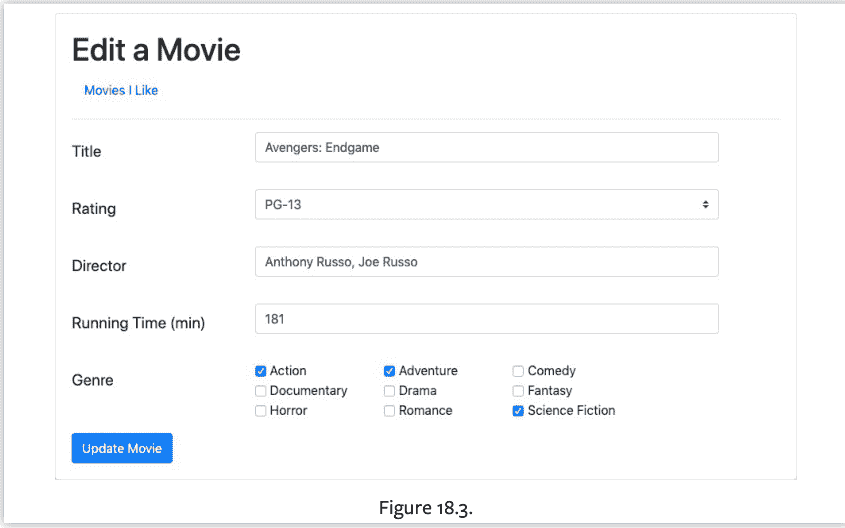 Edit a Movie
Movies I Like
Title Avengers: Endgame
Rating PG-13
Director Anthony Russo, Joe Russo
Running Time (min) 181
Genre
Action Adventure Comedy
Documentary Drama Fantasy
Horror Romance Science Fiction
Update Movie
Figure 18.3.